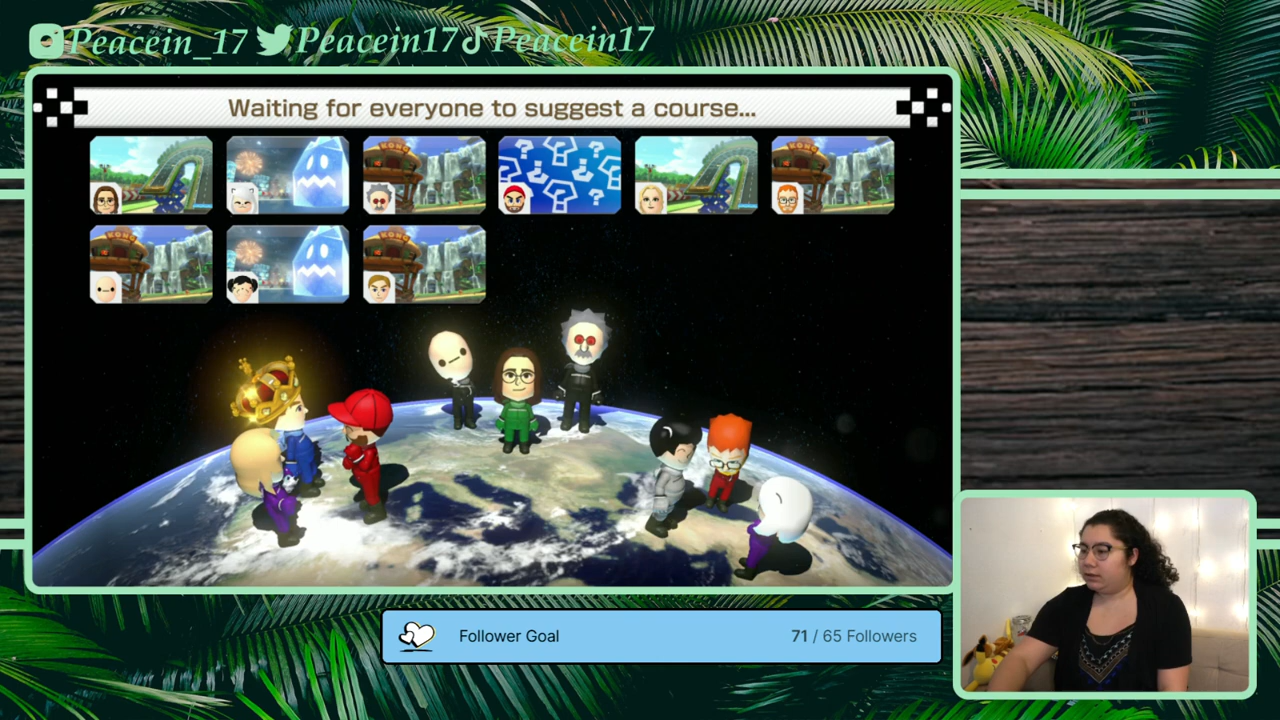 Peacein_17 Peacein17 Peacein17
Waiting for everyone to suggest a course...
KONG KONG
KONG KONG
Follower Goal 71 / 65 Followers